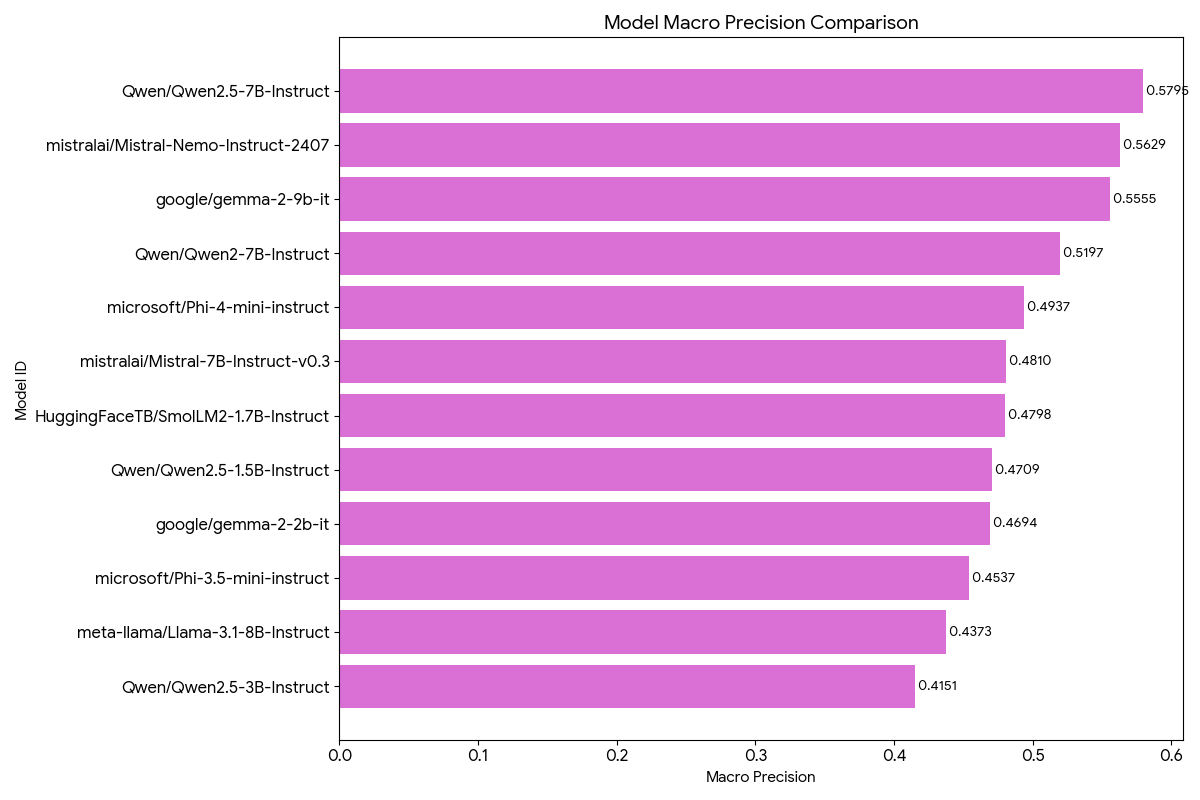 Model Macro Precision Comparison
Model ID
Qwen/Qwen2.5-7B-Instruct 0.5795
mistralai/Mistral-Nemo-Instruct-2407 0.5629
google/gemma-2-9b-it 0.5555
Qwen/Qwen2-7B-Instruct 0.5197
microsoft/Phi-4-mini-instruct 0.4937
mistralai/Mistral-7B-Instruct-v0.3 0.4810
HuggingFaceTB/SmolLM2-1.7B-Instruct 0.4798
Qwen/Qwen2.5-1.5B-Instruct 0.4709
google/gemma-2-2b-it 0.4694
microsoft/Phi-3.5-mini-instruct 0.4537
meta-llama/Llama-3.1-8B-Instruct 0.4373
Qwen/Qwen2.5-3B-Instruct 0.4151
0.0 0.1 0.2 0.3 0.4 0.5 0.6
Macro Precision